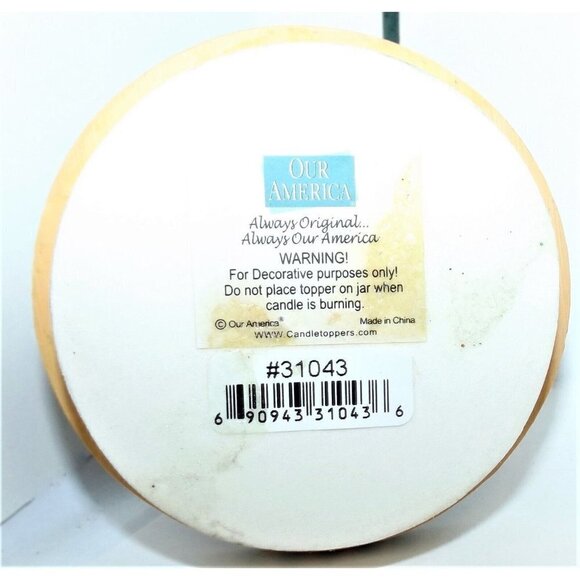 OUR
AMERICA
Always Original...
Always Our America
WARNING!
For Decorative purposes only!
Do not place topper on jar when
candle is burning.
© Our America® Made in China
www.Candletoppers.com
#31043
6 90943 31043 6